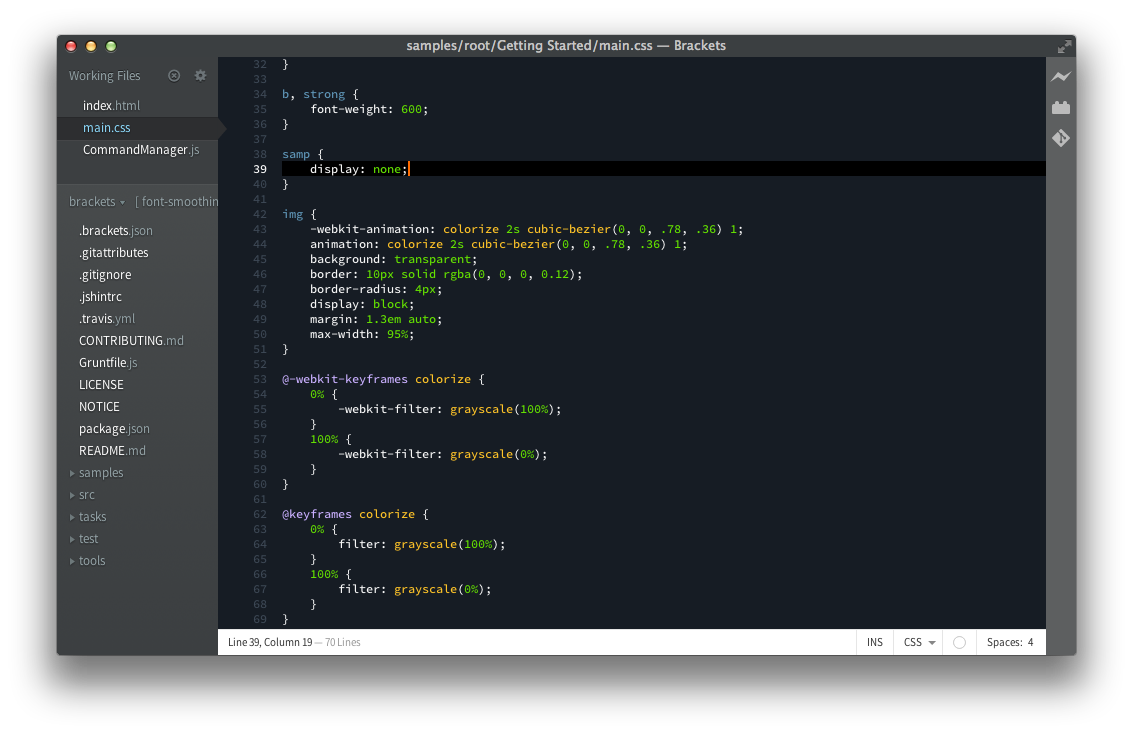 samples/root/Getting Started/main.css — Brackets
Working Files
index.html
main.css
CommandManager.js
brackets [ font-smoothin
.brackets.json
.gitattributes
.gitignore
.jshintrc
.travis.yml
CONTRIBUTING.md
Gruntfile.js
LICENSE
NOTICE
package.json
README.md
samples
src
tasks
test
tools
32 }
33
34 b, strong {
35     font-weight: 600;
36 }
37
38 samp {
39     display: none;
40 }
41
42 img {
43     -webkit-animation: colorize 2s cubic-bezier(0, 0, .78, .36) 1;
44     animation: colorize 2s cubic-bezier(0, 0, .78, .36) 1;
45     background: transparent;
46     border: 10px solid rgba(0, 0, 0, 0.12);
47     border-radius: 4px;
48     display: block;
49     margin: 1.3em auto;
50     max-width: 95%;
51 }
52
53 @-webkit-keyframes colorize {
54     0% {
55         -webkit-filter: grayscale(100%);
56     }
57     100% {
58         -webkit-filter: grayscale(0%);
59     }
60 }
61
62 @keyframes colorize {
63     0% {
64         filter: grayscale(100%);
65     }
66     100% {
67         filter: grayscale(0%);
68     }
69 }
Line 39, Column 19 — 70 Lines
INS CSS Spaces: 4